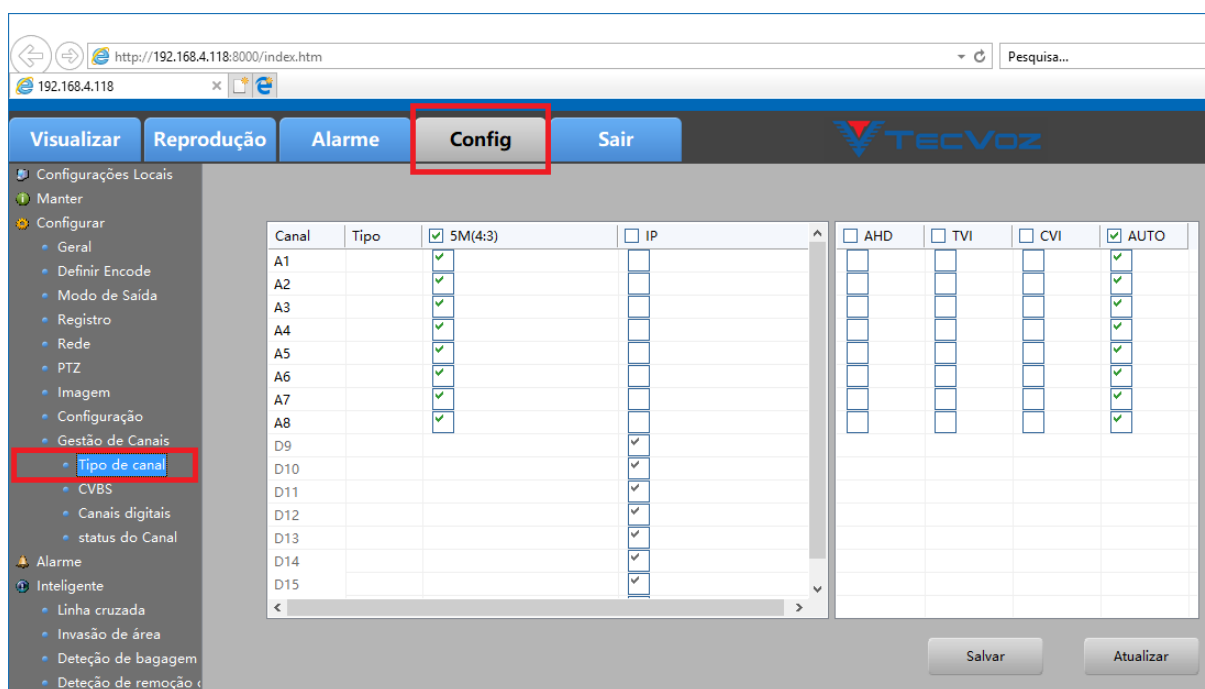 http://192.168.4.118:8000/index.htm
Pesquisa...
192.168.4.118
Visualizar Reprodução Alarme Config Sair TECVOZ
Configurações Locais
Manter
Configurar
Geral
Definir Encode
Modo de Saída
Registro
Rede
PTZ
Imagem
Configuração
Gestão de Canais
Tipo de canal
CVBS
Canais digitais
status do Canal
Alarme
Inteligente
Linha cruzada
Invasão de área
Deteção de bagagem
Deteção de remoção
Canal Tipo 5M(4:3) IP AHD TVI CVI AUTO
A1
A2
A3
A4
A5
A6
A7
A8
D9
D10
D11
D12
D13
D14
D15
Salvar Atualizar